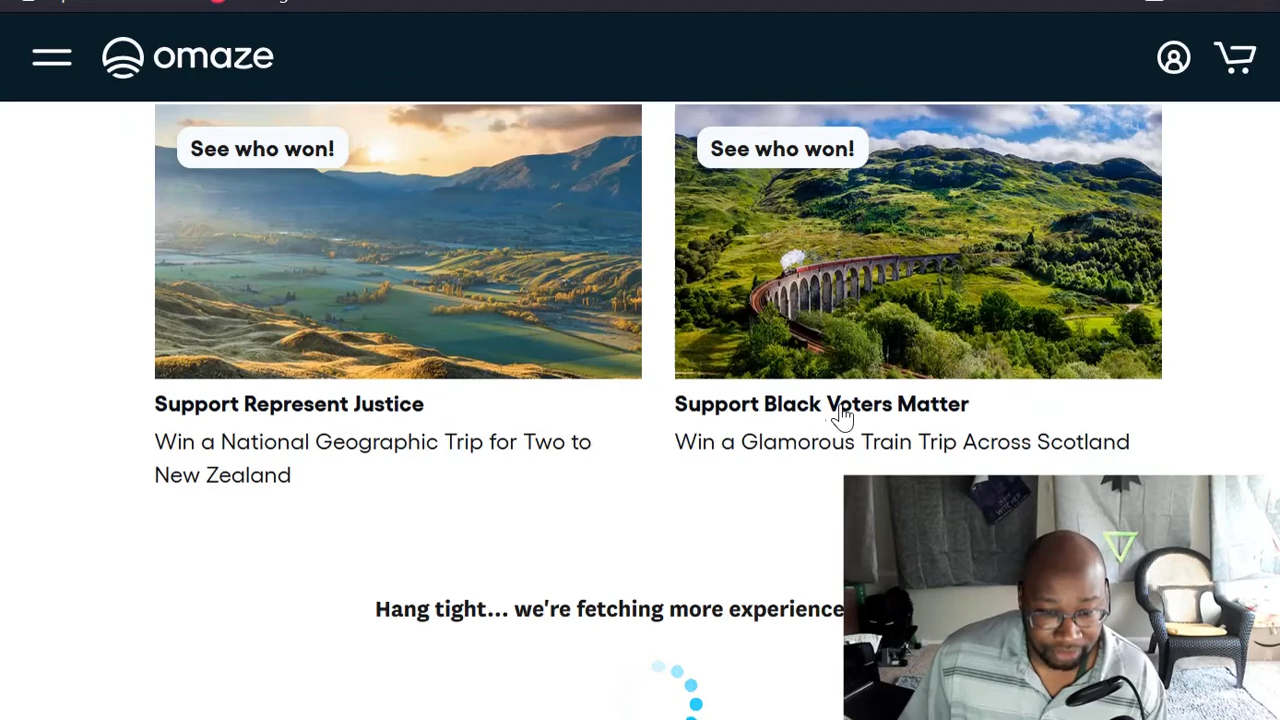 omaze
See who won!
See who won!
Support Represent Justice
Win a National Geographic Trip for Two to
New Zealand
Support Black Voters Matter
Win a Glamorous Train Trip Across Scotland
Hang tight... we're fetching more experience
WITCHER